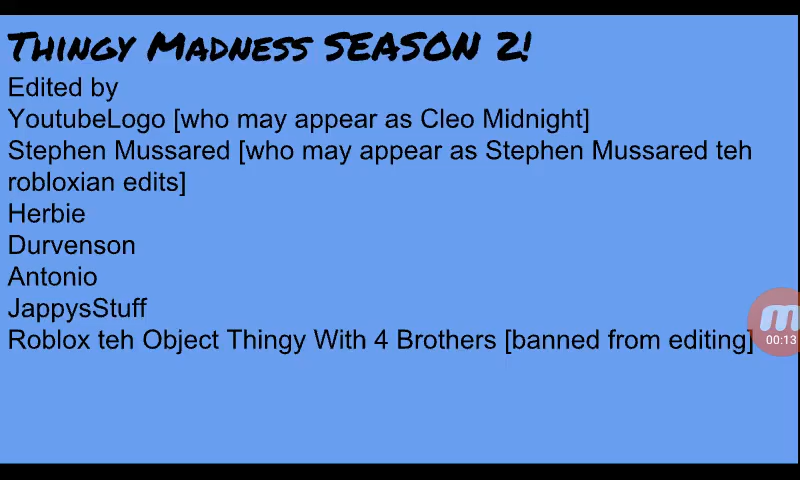 Thingy Madness SEASON 2!
Edited by
YoutubeLogo [who may appear as Cleo Midnight]
Stephen Mussared [who may appear as Stephen Mussared teh
robloxian edits]
Herbie
Durvenson
Antonio
JappysStuff
Roblox teh Object Thingy With 4 Brothers [banned from editing]
m
00:13